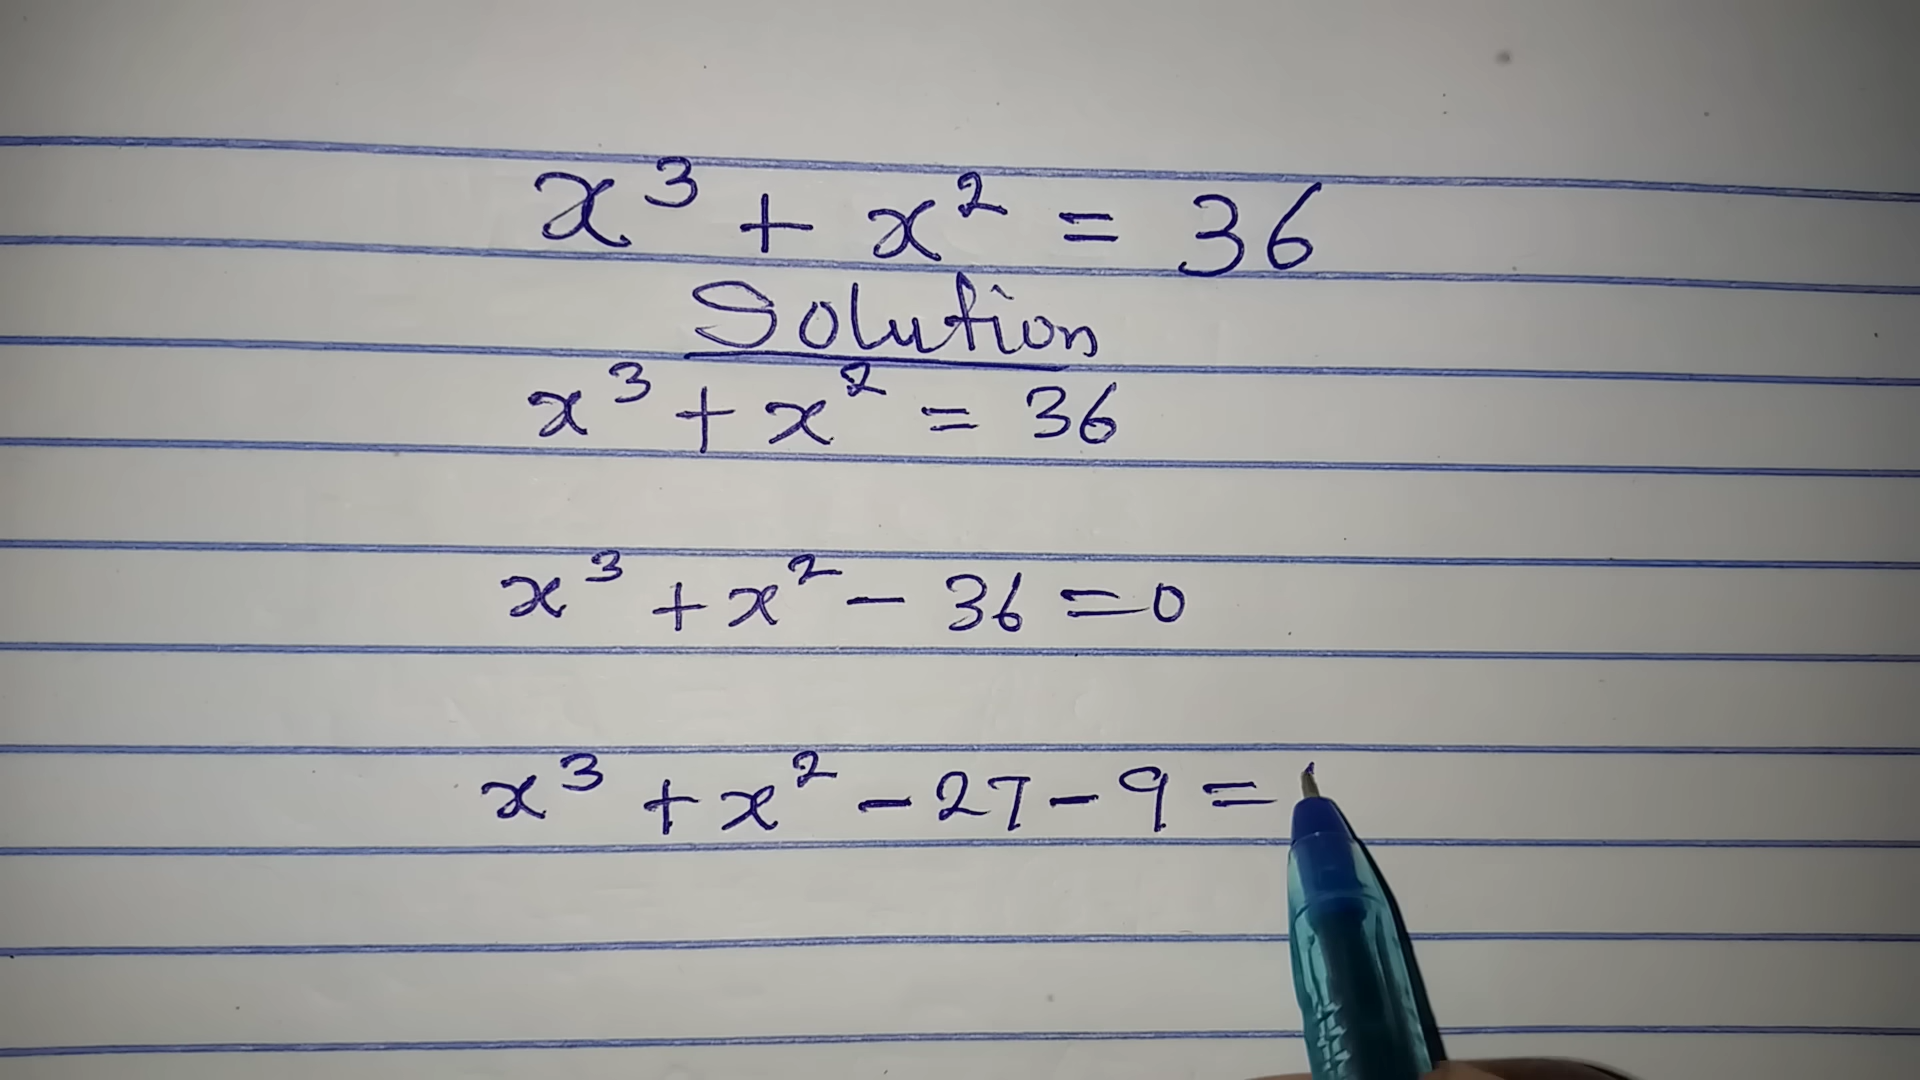 x³ + x² = 36
Solution
x³ + x² = 36
x³ + x² - 36 = 0
x³ + x² - 27 - 9 =